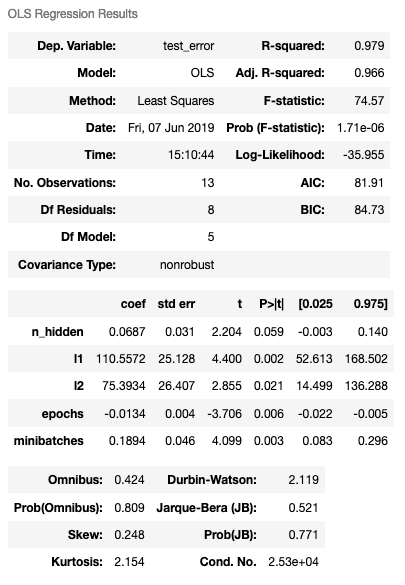 OLS Regression Results
Dep. Variable: test_error R-squared: 0.979
Model: OLS Adj. R-squared: 0.966
Method: Least Squares F-statistic: 74.57
Date: Fri, 07 Jun 2019 Prob (F-statistic): 1.71e-06
Time: 15:10:44 Log-Likelihood: -35.955
No. Observations: 13 AIC: 81.91
Df Residuals: 8 BIC: 84.73
Df Model: 5
Covariance Type: nonrobust
coef std err t P>|t| [0.025 0.975]
n_hidden 0.0687 0.031 2.204 0.059 -0.003 0.140
l1 110.5572 25.128 4.400 0.002 52.613 168.502
l2 75.3934 26.407 2.855 0.021 14.499 136.288
epochs -0.0134 0.004 -3.706 0.006 -0.022 -0.005
minibatches 0.1894 0.046 4.099 0.003 0.083 0.296
Omnibus: 0.424 Durbin-Watson: 2.119
Prob(Omnibus): 0.809 Jarque-Bera (JB): 0.521
Skew: 0.248 Prob(JB): 0.771
Kurtosis: 2.154 Cond. No. 2.53e+04